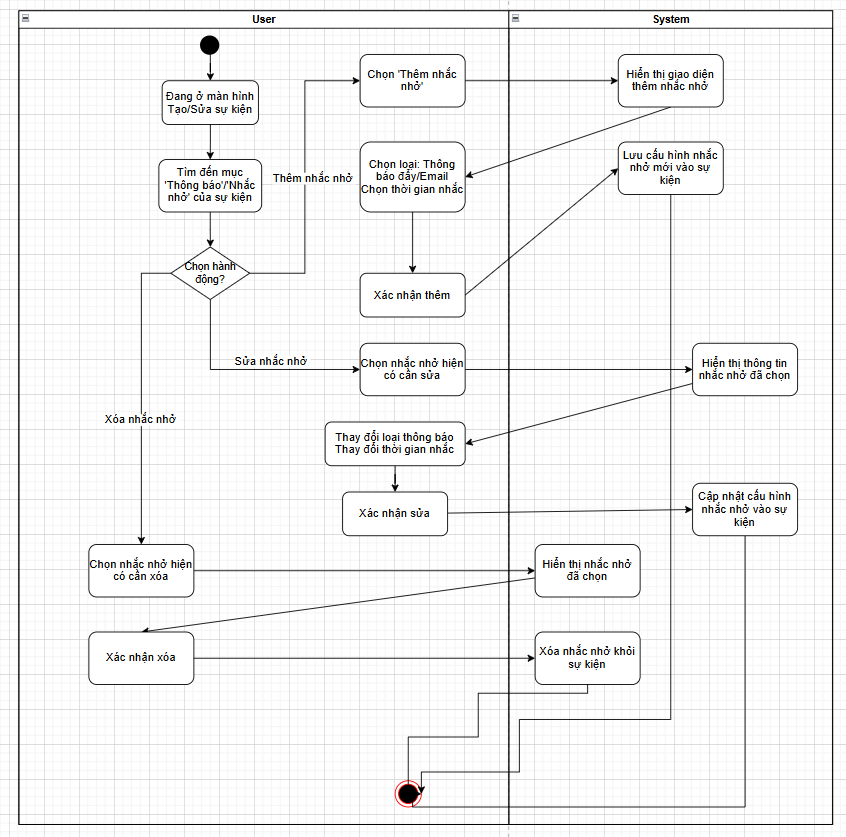 User
System
Đang ở màn hình
Tạo/Sửa sự kiện
Tìm đến mục
'Thông báo'/'Nhắc
nhở' của sự kiện
Chọn hành
động?
Thêm nhắc nhở
Chọn 'Thêm nhắc
nhở'
Hiển thị giao diện
thêm nhắc nhở
Chọn loại: Thông
báo đẩy/Email
Chọn thời gian nhắc
Xác nhận thêm
Lưu cấu hình nhắc
nhở mới vào sự
kiện
Sửa nhắc nhở
Chọn nhắc nhở hiện
có cần sửa
Hiển thị thông tin
nhắc nhở đã chọn
Thay đổi loại thông báo
Thay đổi thời gian nhắc
Xác nhận sửa
Cập nhật cấu hình
nhắc nhở vào sự
kiện
Xóa nhắc nhở
Chọn nhắc nhở hiện
có cần xóa
Hiển thị nhắc nhở
đã chọn
Xác nhận xóa
Xóa nhắc nhở khỏi
sự kiện